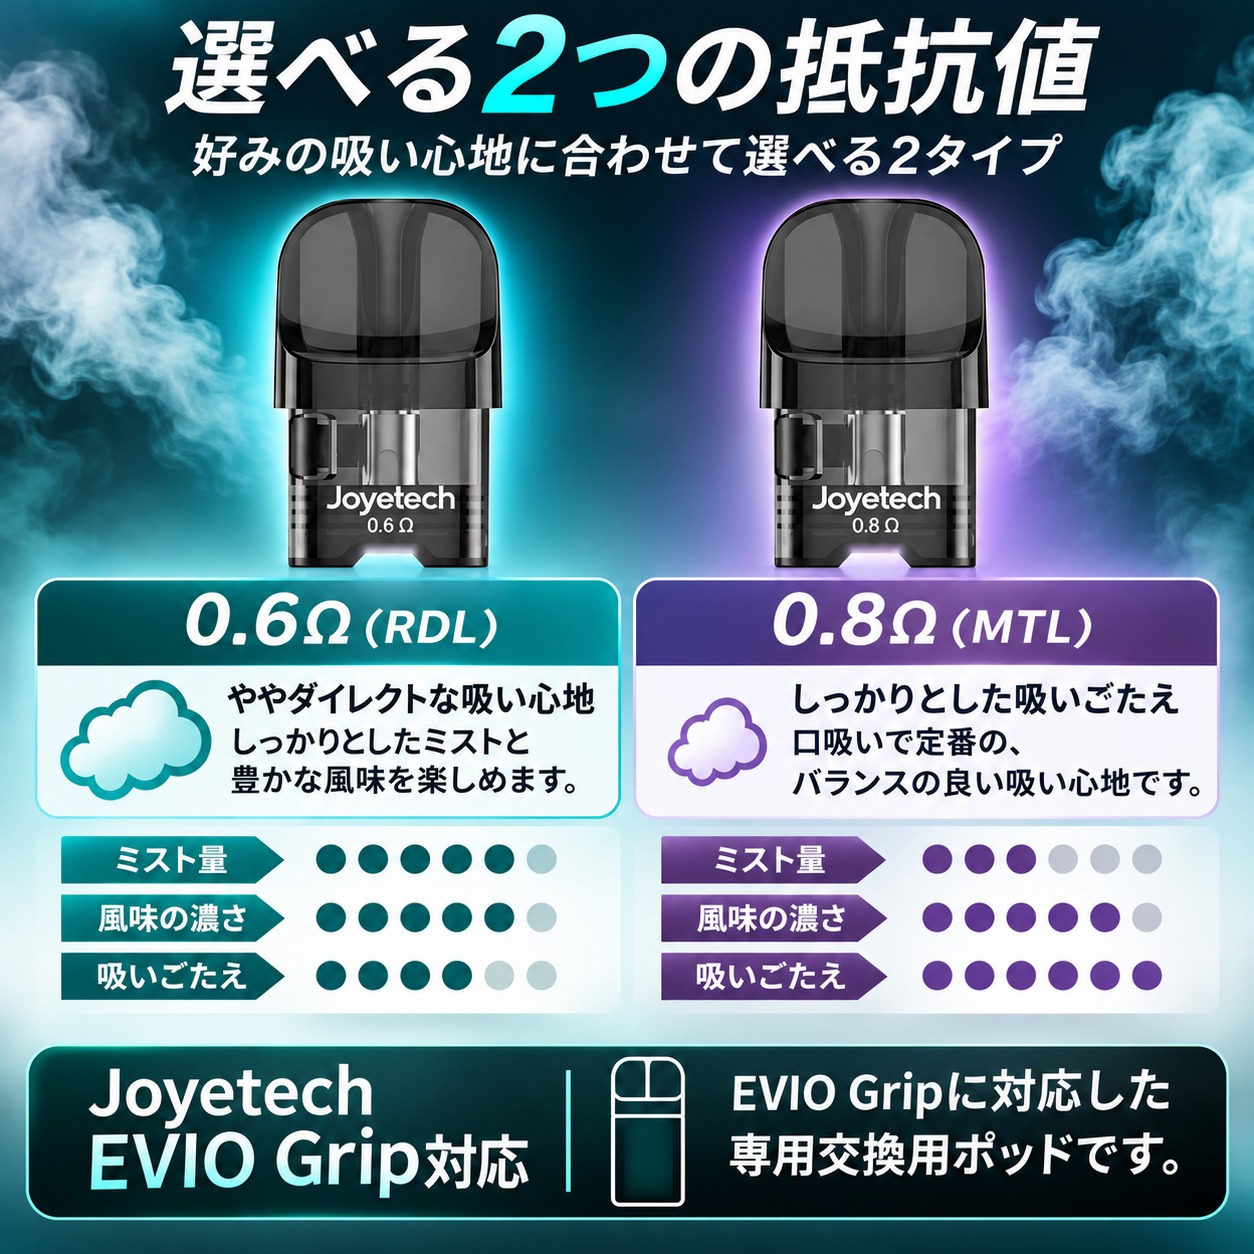 選べる2つの抵抗値
好みの吸い心地に合わせて選べる2タイプ
Joyetech
0.6 Ω
Joyetech
0.8 Ω
0.6Ω (RDL)
ややダイレクトな吸い心地
しっかりとしたミストと
豊かな風味を楽しめます。
ミスト量
風味の濃さ
吸いごたえ
0.8Ω (MTL)
しっかりとした吸いごたえ
口吸いで定番の、
バランスの良い吸い心地です。
ミスト量
風味の濃さ
吸いごたえ
Joyetech
EVIO Grip対応
EVIO Gripに対応した
専用交換用ポッドです。